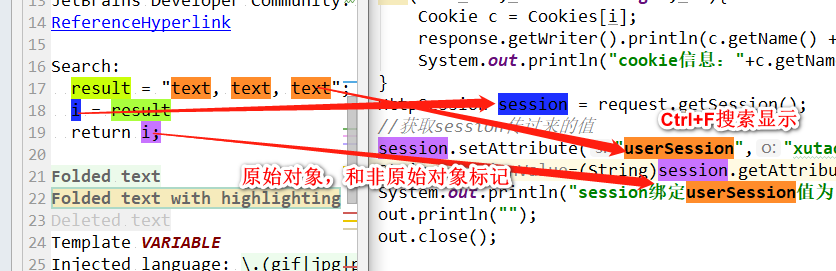 13 JetBrains Developer Community.
14 ReferenceHyperlink
15
16 Search:
17 result = "text, text, text";
18 i = result
19 return i;
20
21 Folded text
22 Folded text with highlighting
23 Deleted text
24 Template VARIABLE
25 Injected language: \.(gif|jpg|p
Cookie c = Cookies[i];
response.getWriter().println(c.getName() +
System.out.println("cookie信息："+c.getNam
}
HttpSession session = request.getSession();
//获取session传过来的值
session.setAttribute( "userSession", o: "xutac
=(String)session.getAttribu
System.out.println("session绑定userSession值为
out.println("");
out.close();
Ctrl+F搜索显示
原始对象，和非原始对象标记